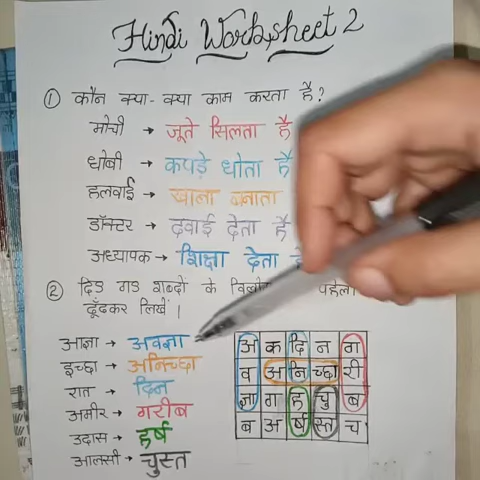 Hindi Worksheet 2
① कौन क्या-क्या काम करता है?
मोची → जूते सिलता है
धोबी → कपड़े धोता है
हलवाई → खाना बनाता
डॉक्टर → दवाई देता है
अध्यापक → शिक्षा देता
② दिए गए शब्दों के पहेली
ढूँढकर लिखें।
आज्ञा → अवज्ञा
इच्छा → अनिच्छा
रात → दिन
अमीर → गरीब
उदास → हर्ष
आलसी → चुस्त
अ क दि न ग
व अ नि च्छा री
ज्ञा ग ह चु ब
ब अ र्ष स्त च